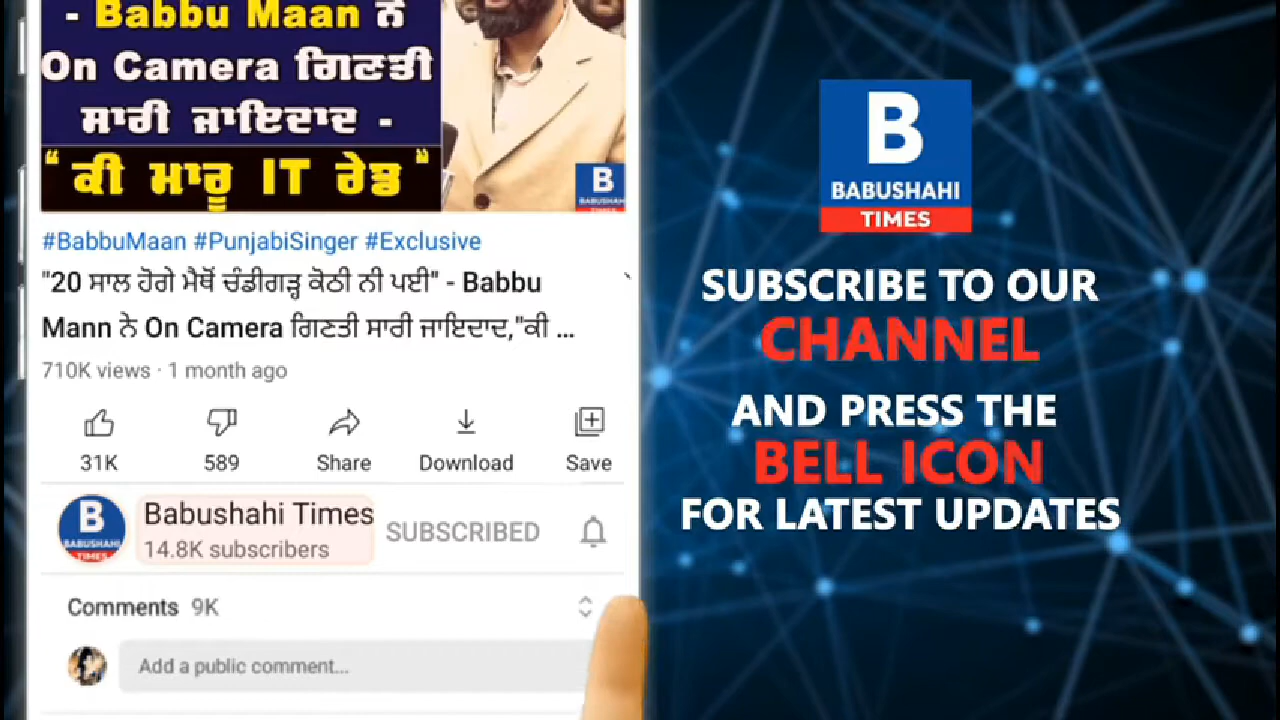 - Babbu Maan ਨੇ
On Camera ਗਿਣਤੀ
ਸਾਰੀ ਜਾਇਦਾਦ -
“ ਕੀ ਮਾਰੂ IT ਰੇਡ ”
B
BABUSHAHI
#BabbuMaan #PunjabiSinger #Exclusive
"20 ਸਾਲ ਹੋਗੇ ਮੈਥੋਂ ਚੰਡੀਗੜ੍ਹ ਕੋਠੀ ਨੀ ਪਈ" - Babbu
Mann ਨੇ On Camera ਗਿਣਤੀ ਸਾਰੀ ਜਾਇਦਾਦ,"ਕੀ ...
710K views · 1 month ago
31K 589 Share Download Save
B
BABUSHAHI
TIMES
Babushahi Times
14.8K subscribers
SUBSCRIBED
Comments 9K
Add a public comment...
B
BABUSHAHI
TIMES
SUBSCRIBE TO OUR
CHANNEL
AND PRESS THE
BELL ICON
FOR LATEST UPDATES